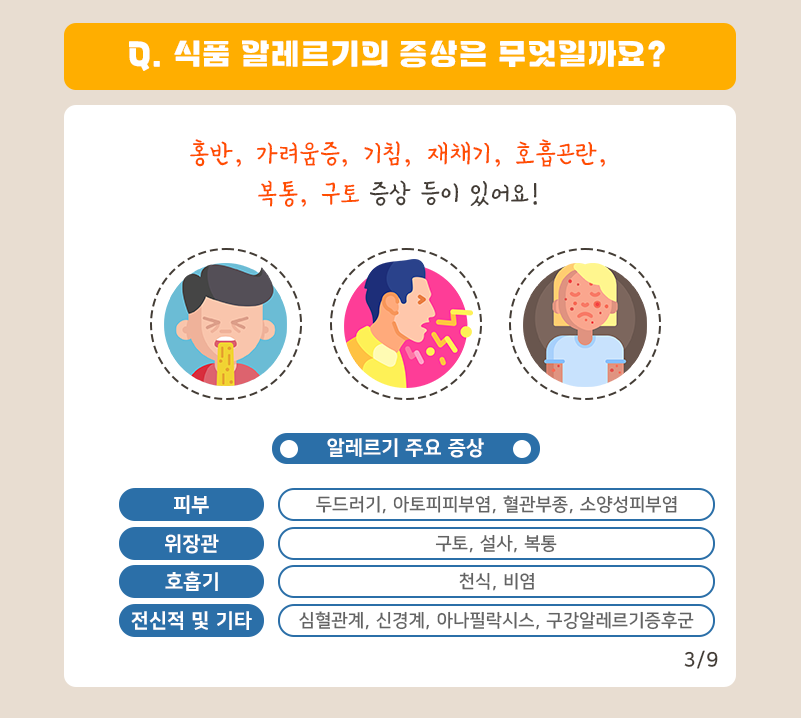 Q. 식품 알레르기의 증상은 무엇일까요?
홍반, 가려움증, 기침, 재채기, 호흡곤란,
복통, 구토 증상 등이 있어요!
알레르기 주요 증상
피부 두드러기, 아토피피부염, 혈관부종, 소양성피부염
위장관 구토, 설사, 복통
호흡기 천식, 비염
전신적 및 기타 심혈관계, 신경계, 아나필락시스, 구강알레르기증후군
3/9